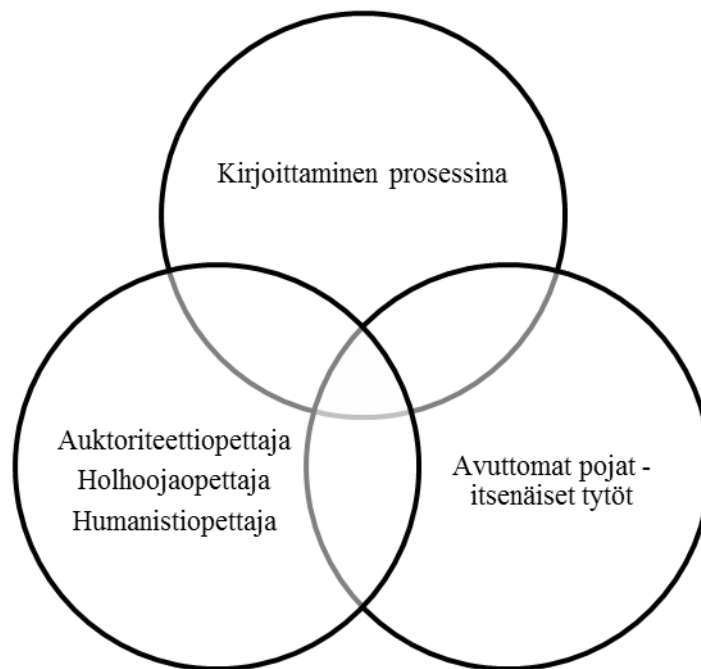 Kirjoittaminen prosessina
Auktoriteettiopettaja
Holhoojaopettaja
Humanistiopettaja
Avuttomat pojat -
itsenäiset tytöt